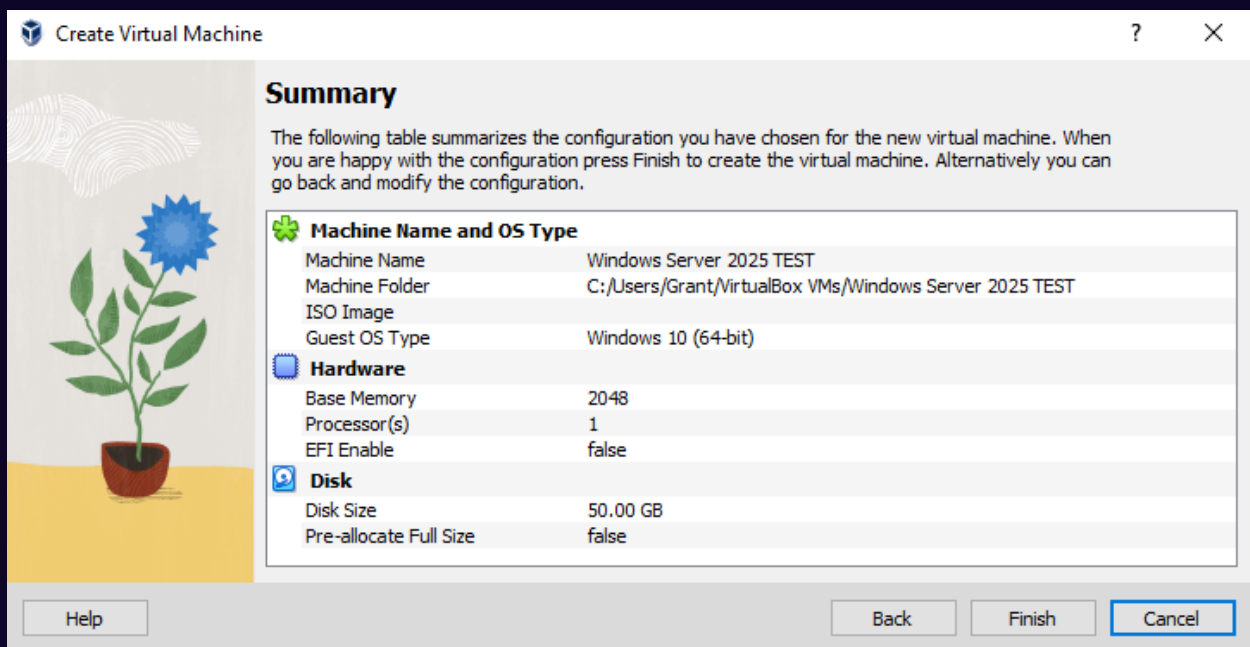 Create Virtual Machine
?
Summary
The following table summarizes the configuration you have chosen for the new virtual machine. When
you are happy with the configuration press Finish to create the virtual machine. Alternatively you can
go back and modify the configuration.
Machine Name and OS Type
Machine Name Windows Server 2025 TEST
Machine Folder C:/Users/Grant/VirtualBox VMs/Windows Server 2025 TEST
ISO Image
Guest OS Type Windows 10 (64-bit)
Hardware
Base Memory 2048
Processor(s) 1
EFI Enable false
Disk
Disk Size 50.00 GB
Pre-allocate Full Size false
Help Back Finish Cancel